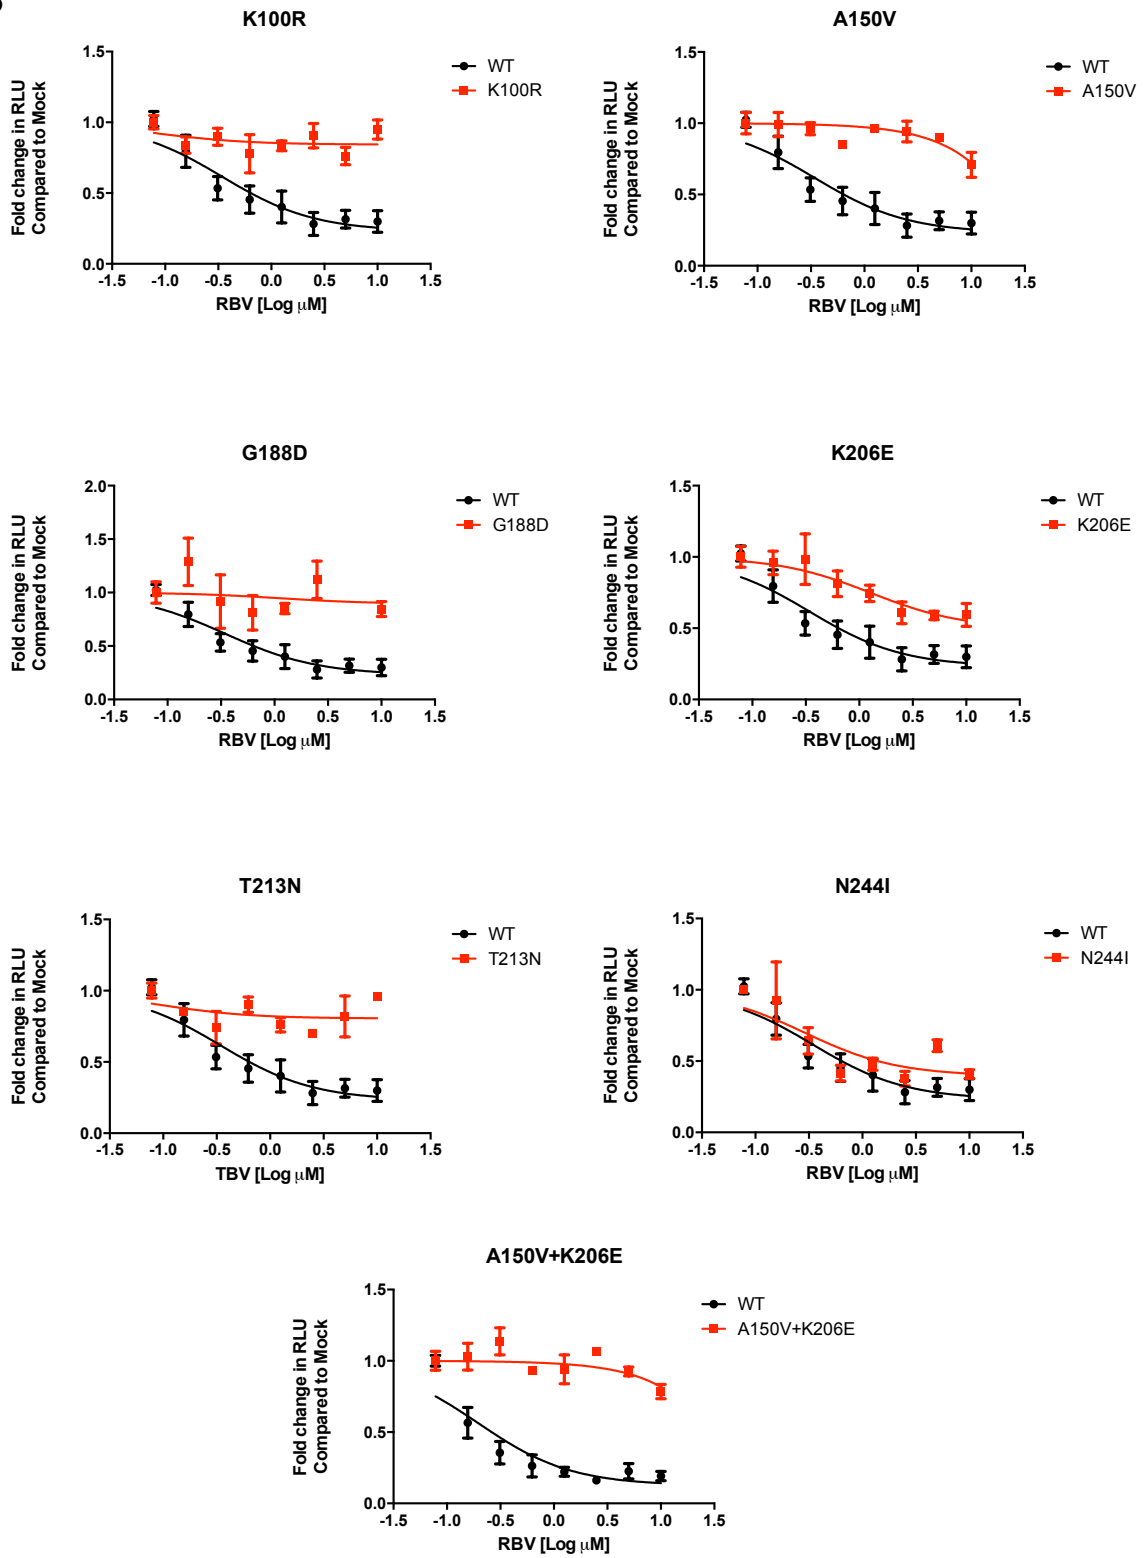 K100R
1.5
1.0
0.5
0.0
-1.5 -1.0 -0.5 0.0 0.5 1.0 1.5
RBV [Log μM]
Fold change in RLU
Compared to Mock
WT
K100R
A150V
1.5
1.0
0.5
0.0
-1.5 -1.0 -0.5 0.0 0.5 1.0 1.5
RBV [Log μM]
Fold change in RLU
Compared to Mock
WT
A150V
G188D
2.0
1.5
1.0
0.5
0.0
-1.5 -1.0 -0.5 0.0 0.5 1.0 1.5
RBV [Log μM]
Fold change in RLU
Compared to Mock
WT
G188D
K206E
1.5
1.0
0.5
0.0
-1.5 -1.0 -0.5 0.0 0.5 1.0 1.5
RBV [Log μM]
Fold change in RLU
Compared to Mock
WT
K206E
T213N
1.5
1.0
0.5
0.0
-1.5 -1.0 -0.5 0.0 0.5 1.0 1.5
TBV [Log μM]
Fold change in RLU
Compared to Mock
WT
T213N
N244I
1.5
1.0
0.5
0.0
-1.5 -1.0 -0.5 0.0 0.5 1.0 1.5
RBV [Log μM]
Fold change in RLU
Compared to Mock
WT
N244I
A150V+K206E
1.5
1.0
0.5
0.0
-1.5 -1.0 -0.5 0.0 0.5 1.0 1.5
RBV [Log μM]
Fold change in RLU
Compared to Mock
WT
A150V+K206E